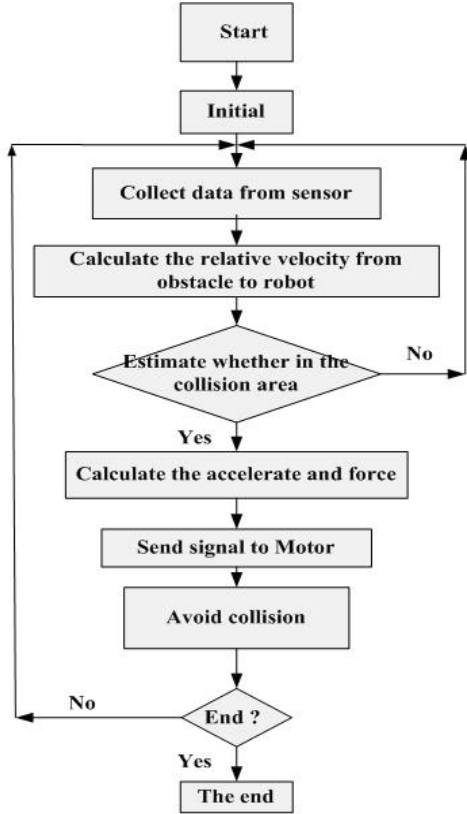 Start
Initial
Collect data from sensor
Calculate the relative velocity from
obstacle to robot
Estimate whether in the
collision area
No
Yes
Calculate the accelerate and force
Send signal to Motor
Avoid collision
No
End ?
Yes
The end